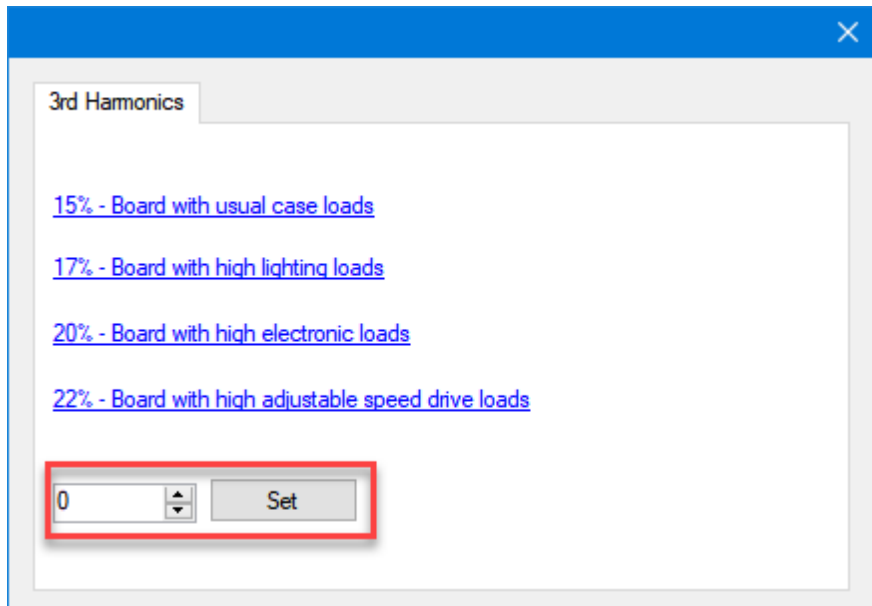 3rd Harmonics
15% - Board with usual case loads
17% - Board with high lighting loads
20% - Board with high electronic loads
22% - Board with high adjustable speed drive loads
0 Set